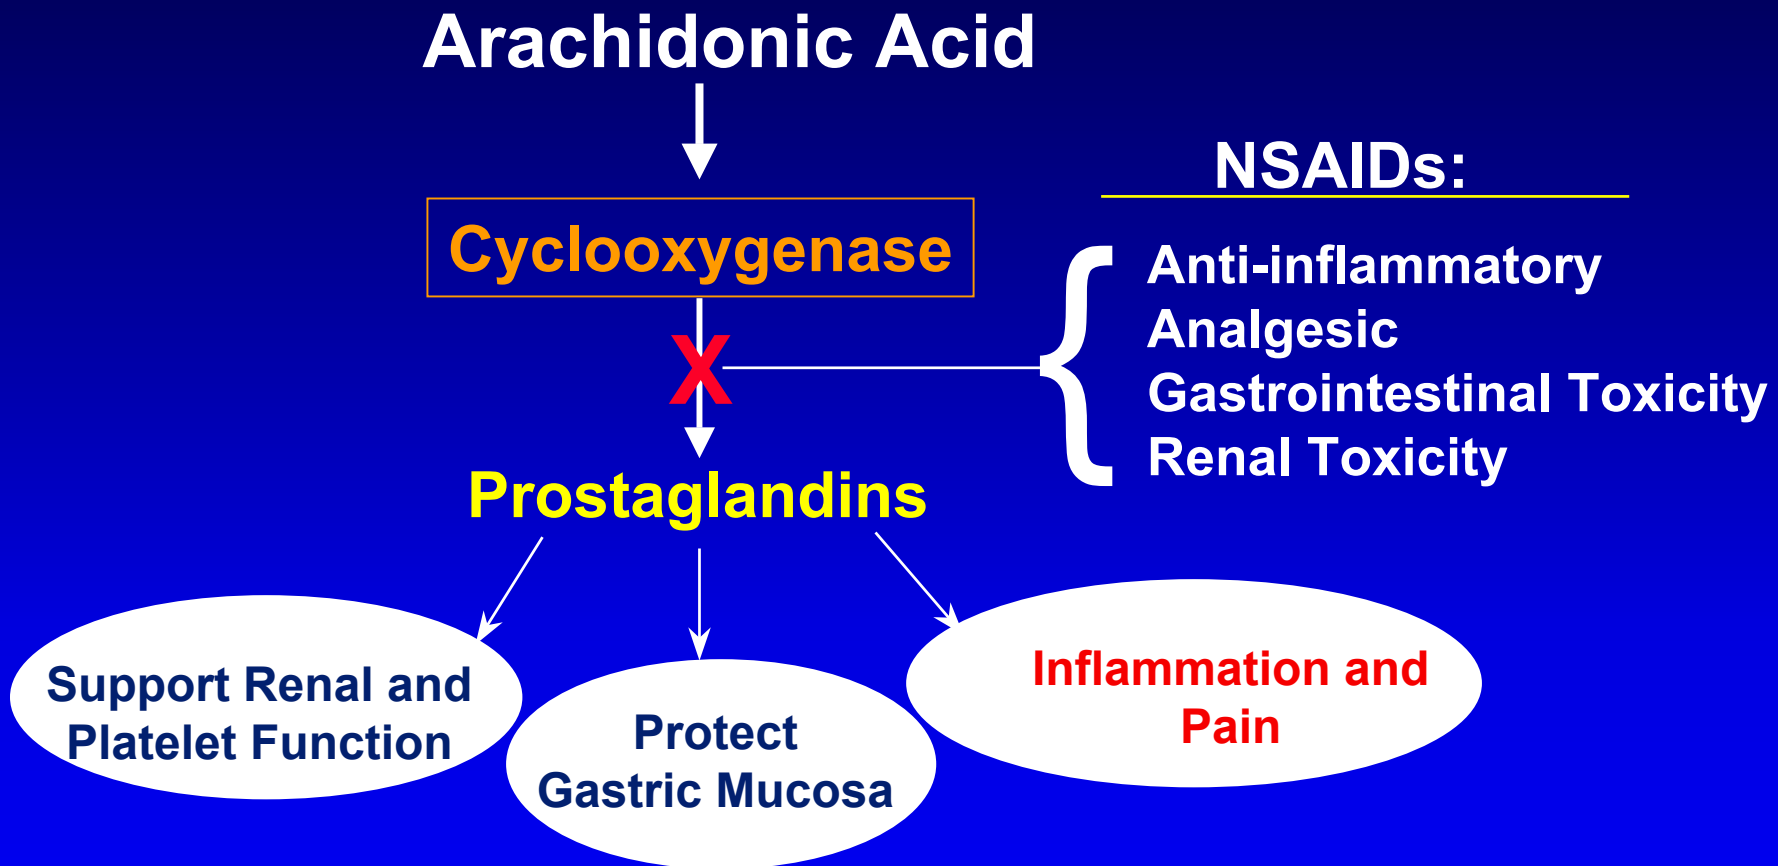 Arachidonic Acid
Cyclooxygenase
X
Prostaglandins
NSAIDs:
Anti-inflammatory
Analgesic
Gastrointestinal Toxicity
Renal Toxicity
Support Renal and
Platelet Function
Protect
Gastric Mucosa
Inflammation and
Pain